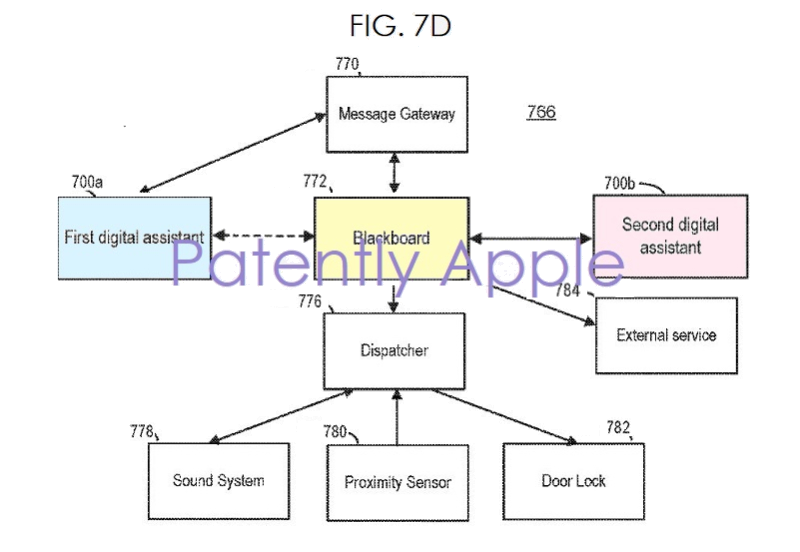 FIG. 7D
770
Message Gateway
766
700a
First digital assistant
772
Blackboard
700b
Second digital
assistant
Patently Apple
784
External service
776
Dispatcher
778
Sound System
780
Proximity Sensor
782
Door Lock